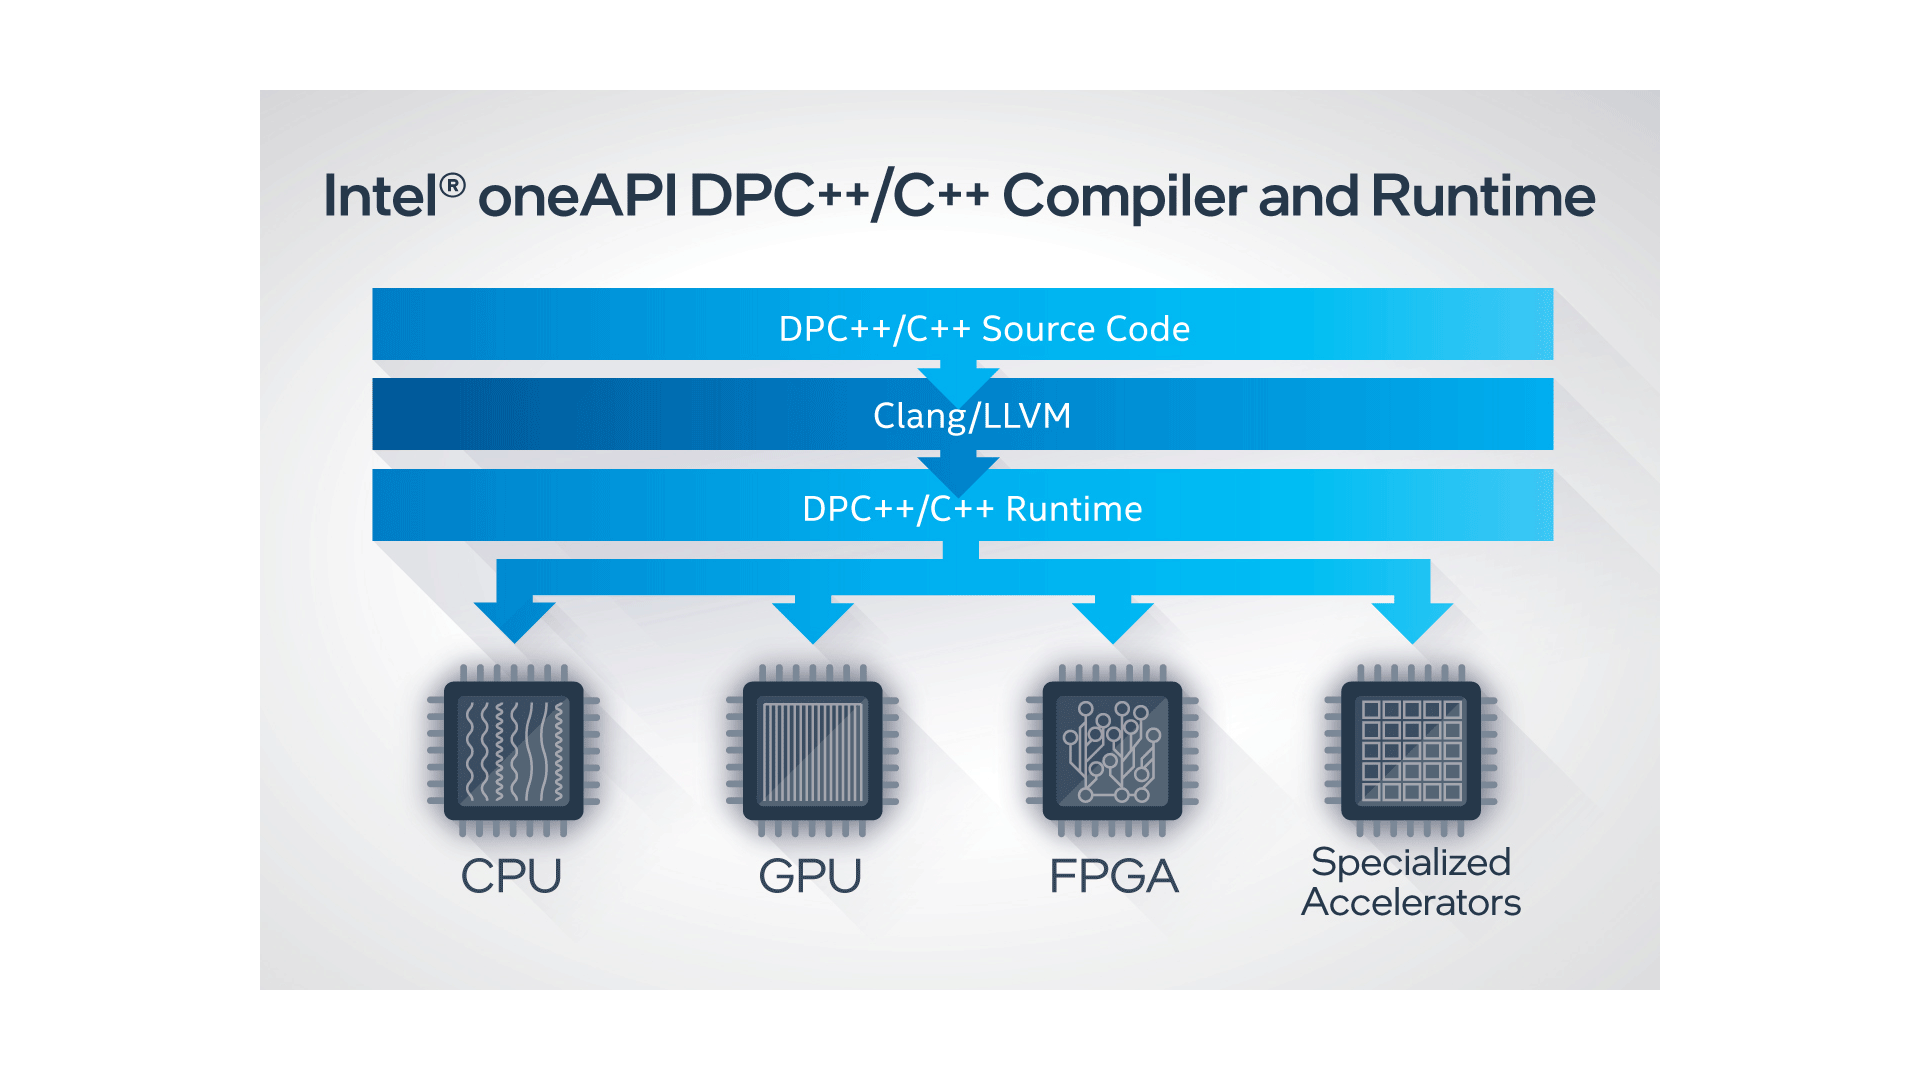 Intel® oneAPI DPC++/C++ Compiler and Runtime
DPC++/C++ Source Code
Clang/LLVM
DPC++/C++ Runtime
CPU
GPU
FPGA
Specialized
Accelerators